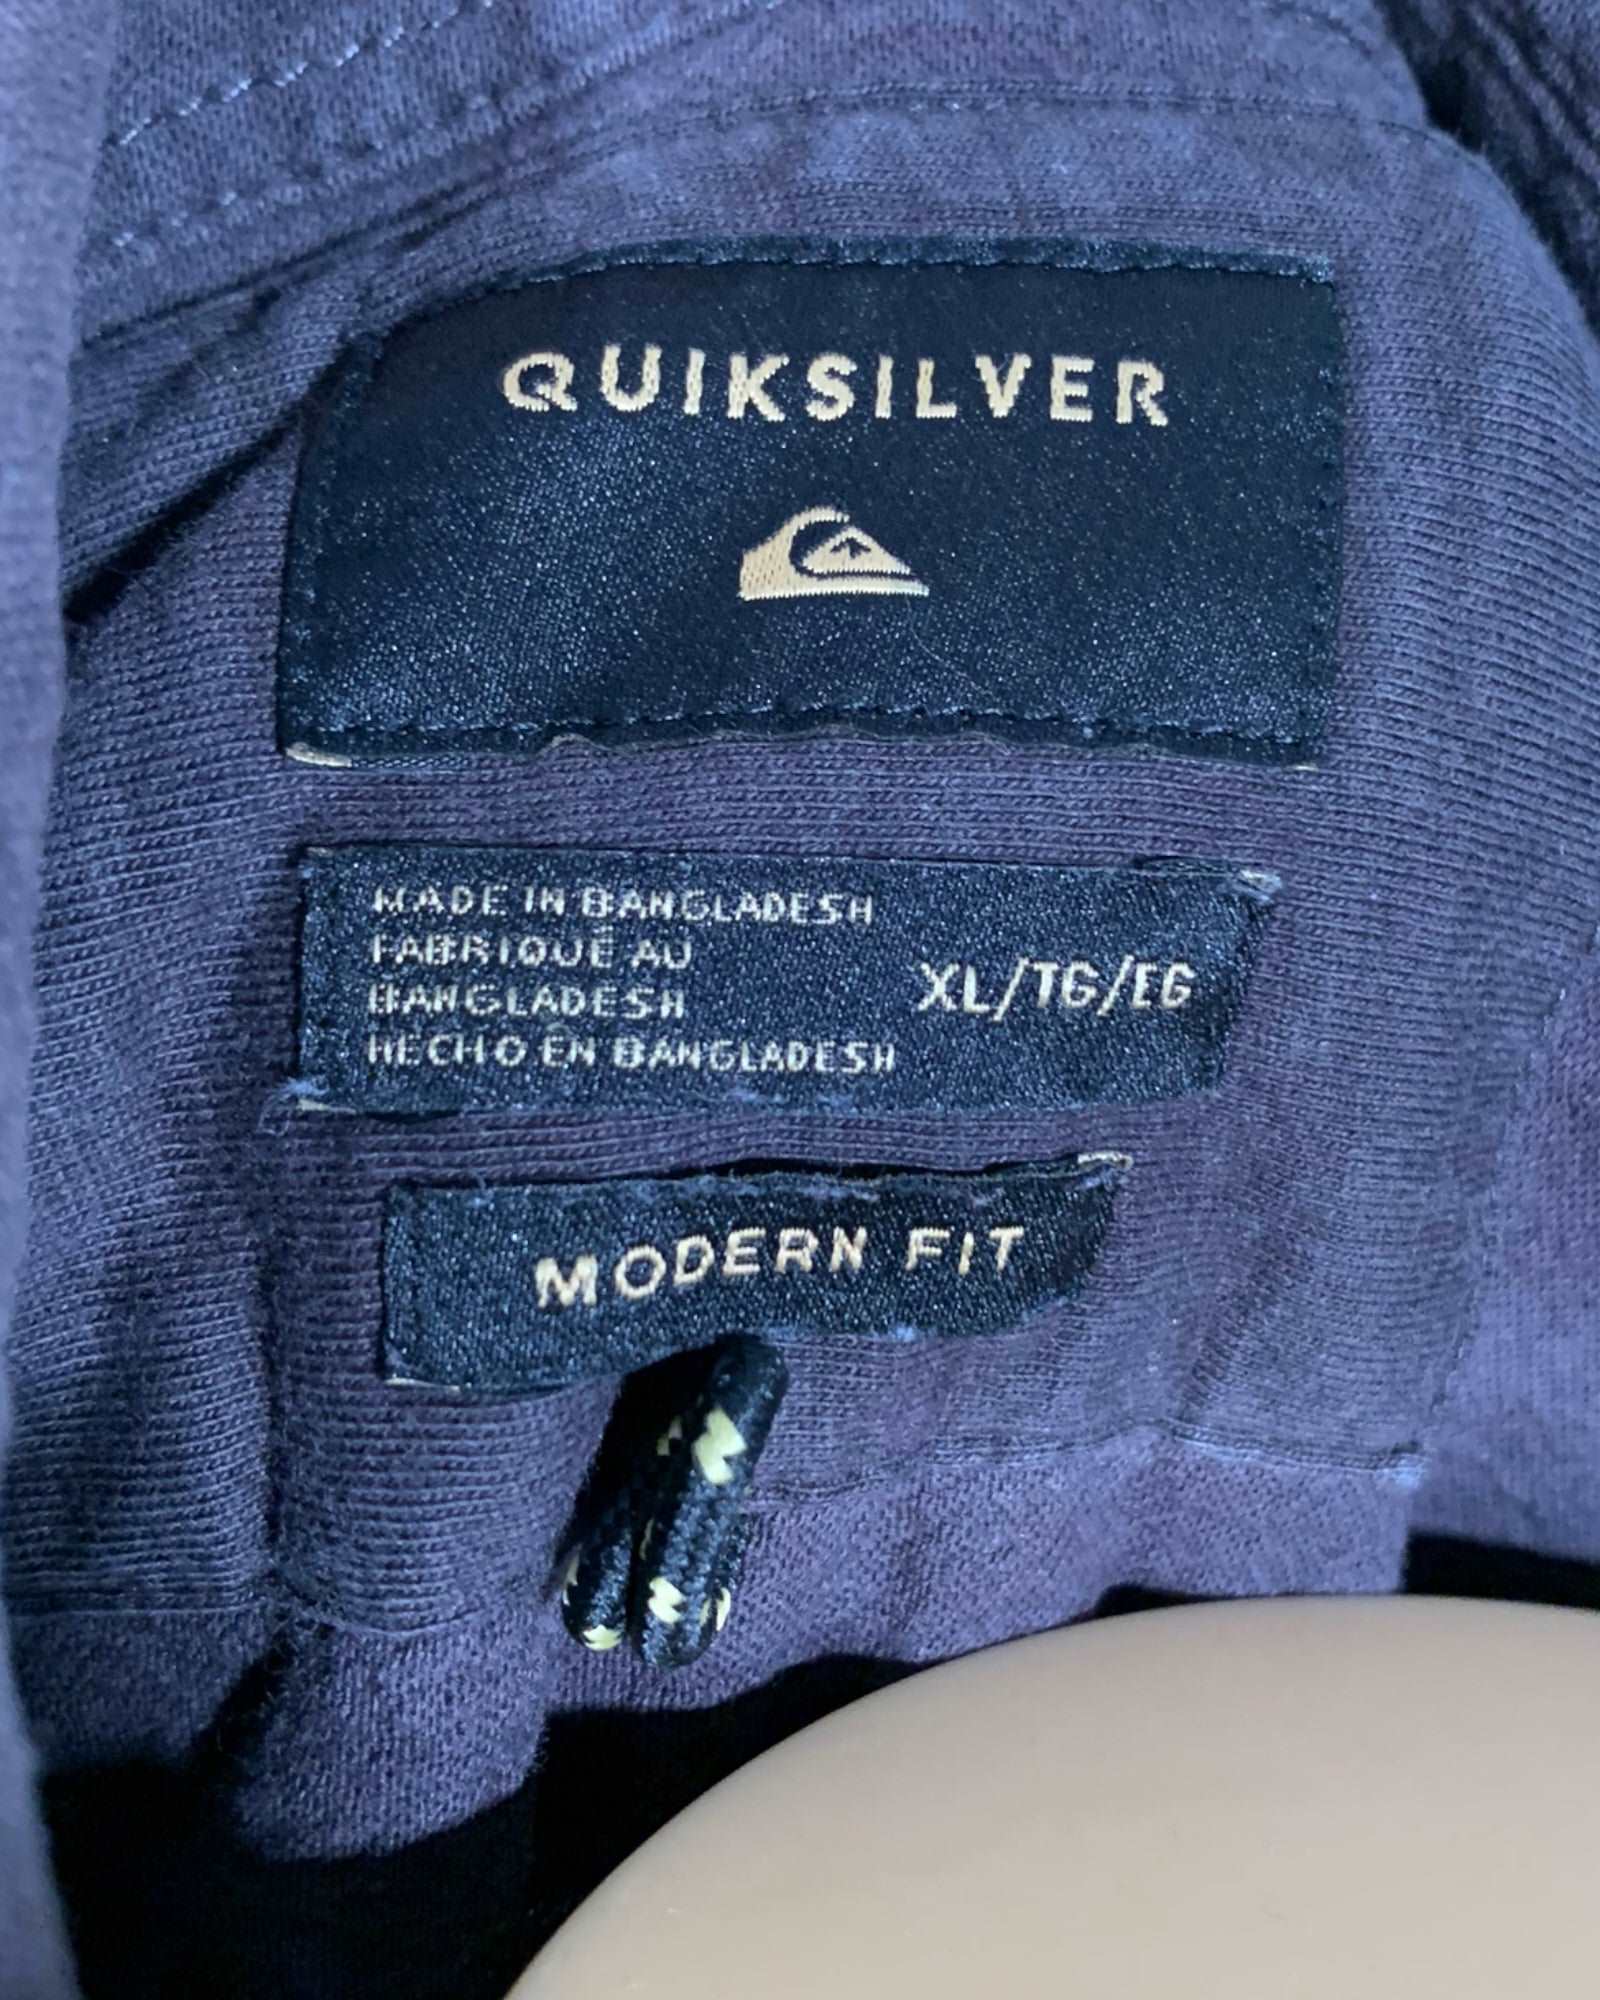 QUIKSILVER
MADE IN BANGLADESH
FABRIQUÉ AU
BANGLADESH
HECHO EN BANGLADESH
XL/TG/EG
MODERN FIT